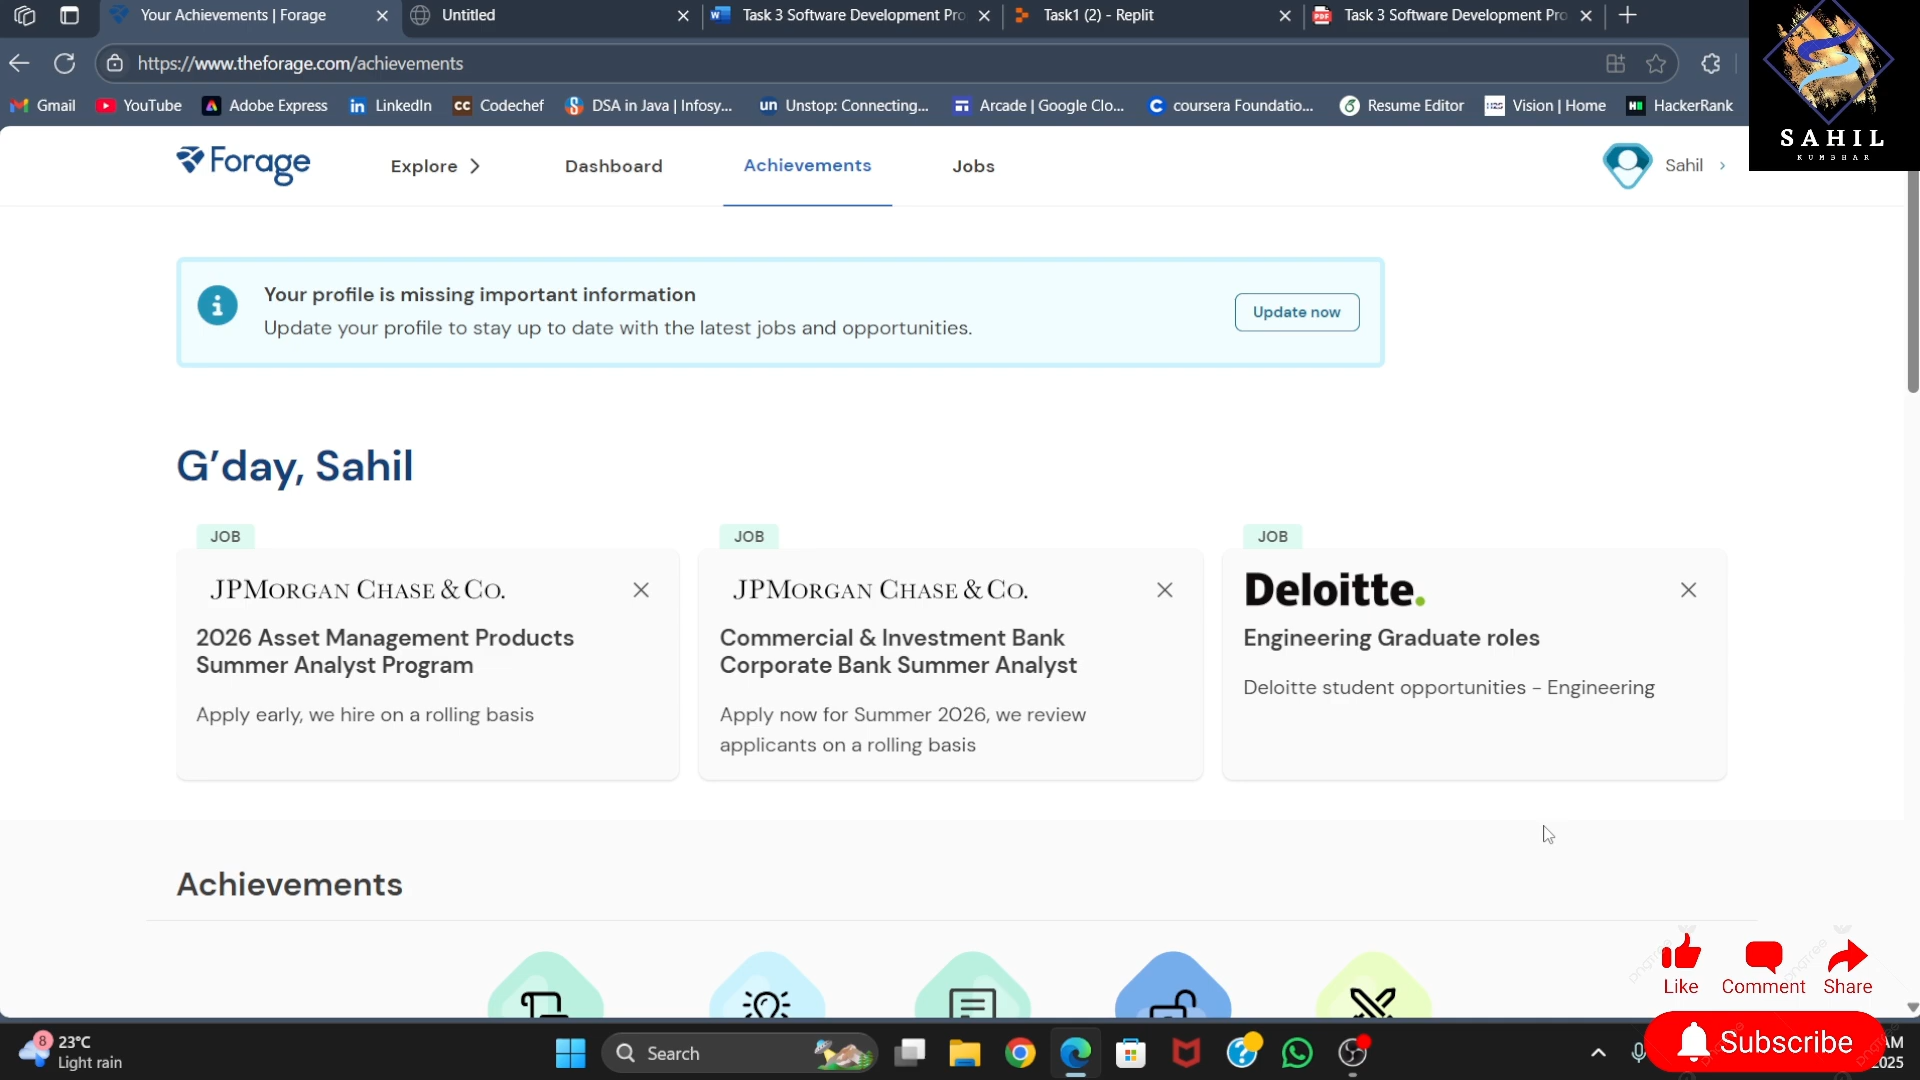 Your Achievements | Forage
Untitled
Task 3 Software Development Pro
Task1 (2) - Replit
Task 3 Software Development Pro
https://www.theforage.com/achievements
Gmail
YouTube
Adobe Express
LinkedIn
Codechef
DSA in Java | Infosy...
Unstop: Connecting...
Arcade | Google Clo...
coursera Foundatio...
Resume Editor
Vision | Home
HackerRank
SAHIL
KUMBHAR
Forage
Explore
Dashboard
Achievements
Jobs
Sahil
Your profile is missing important information
Update your profile to stay up to date with the latest jobs and opportunities.
Update now
G'day, Sahil
JOB
JPMORGAN CHASE & CO.
2026 Asset Management Products
Summer Analyst Program
Apply early, we hire on a rolling basis
JOB
JPMORGAN CHASE & CO.
Commercial & Investment Bank
Corporate Bank Summer Analyst
Apply now for Summer 2026, we review
applicants on a rolling basis
JOB
Deloitte.
Engineering Graduate roles
Deloitte student opportunities – Engineering
Achievements
Like
Comment
Share
Subscribe
8
23°C
Light rain
Search
AM
2025